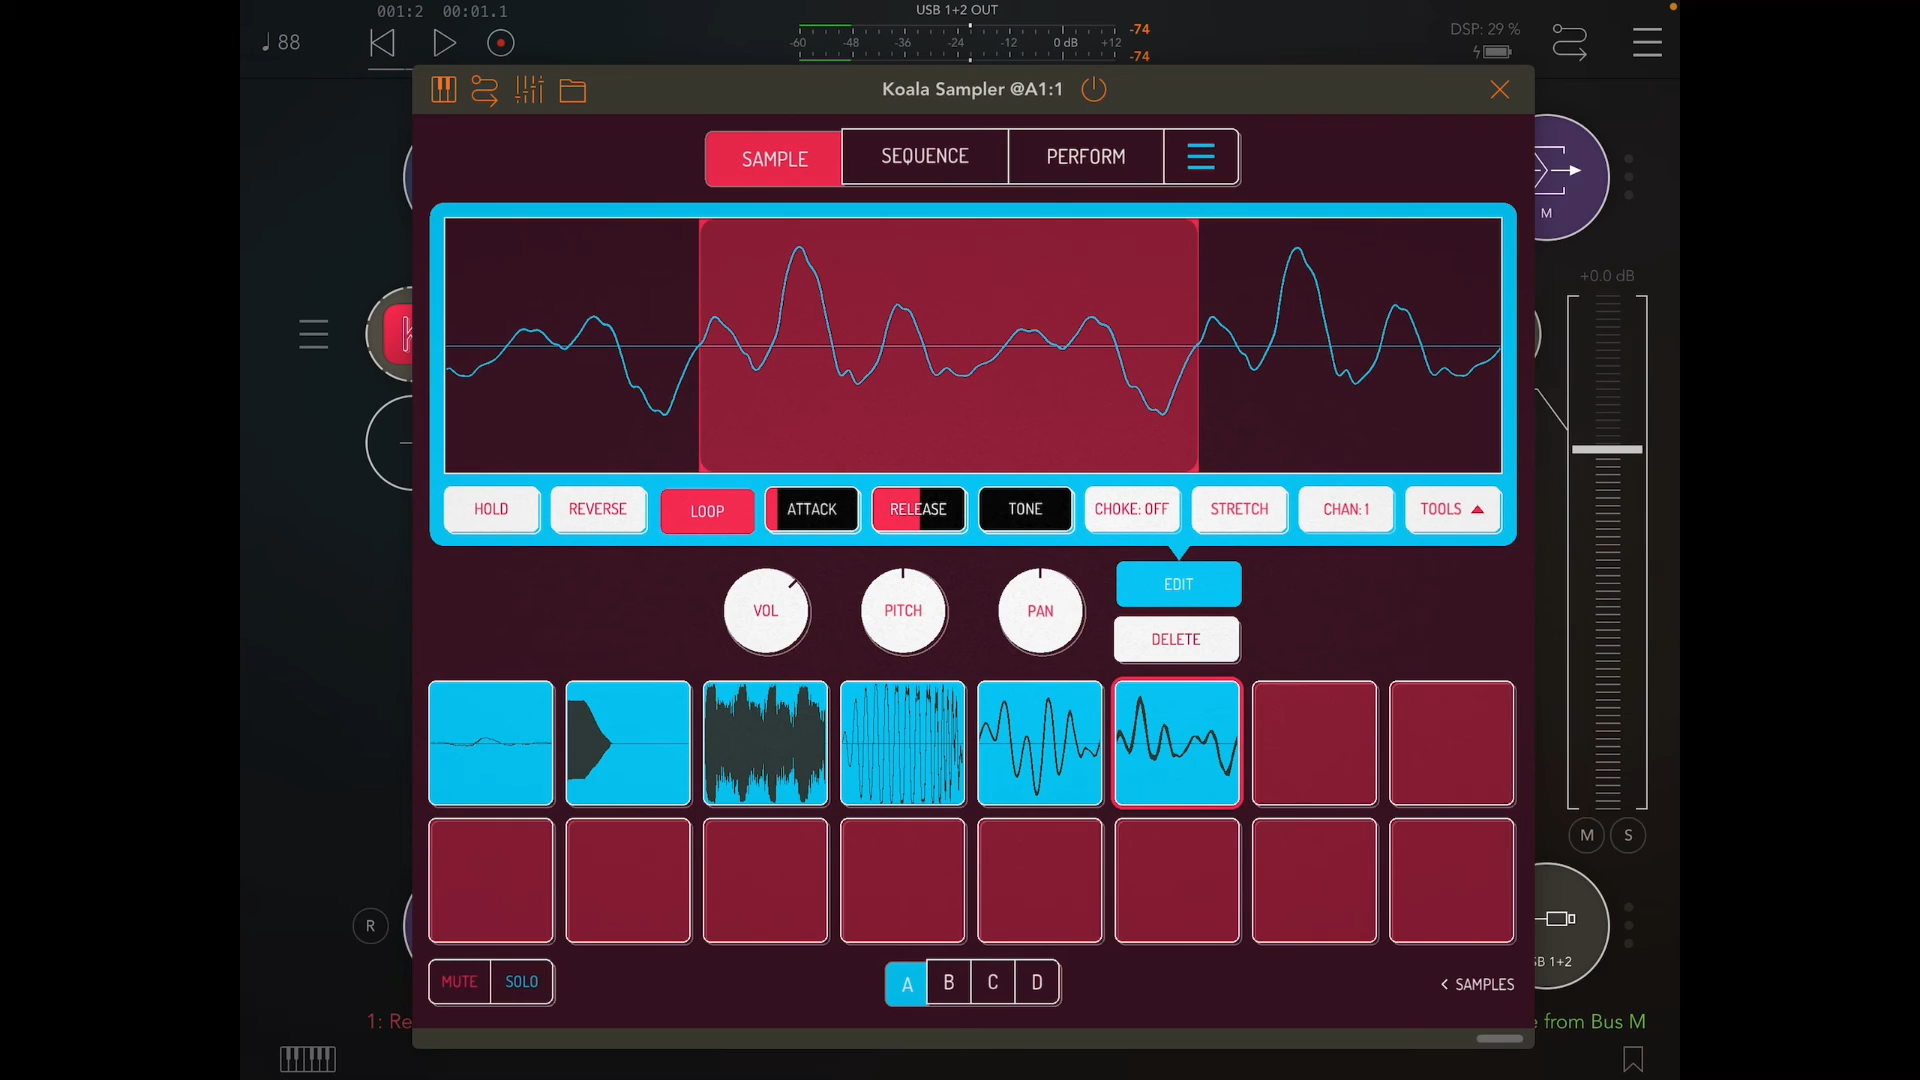 001:2 00:01.1
USB 1+2 OUT
88
-60 -48 -36 -24 -12 0 dB +12
-74
-74
DSP: 29 %
Koala Sampler @A1:1
SAMPLE SEQUENCE PERFORM
M
+0.0 dB
HOLD REVERSE LOOP ATTACK RELEASE TONE CHOKE: OFF STRETCH CHAN: 1 TOOLS
EDIT
VOL PITCH PAN
DELETE
M S
R
B 1+2
MUTE SOLO
A B C D
< SAMPLES
1: Re
e from Bus M